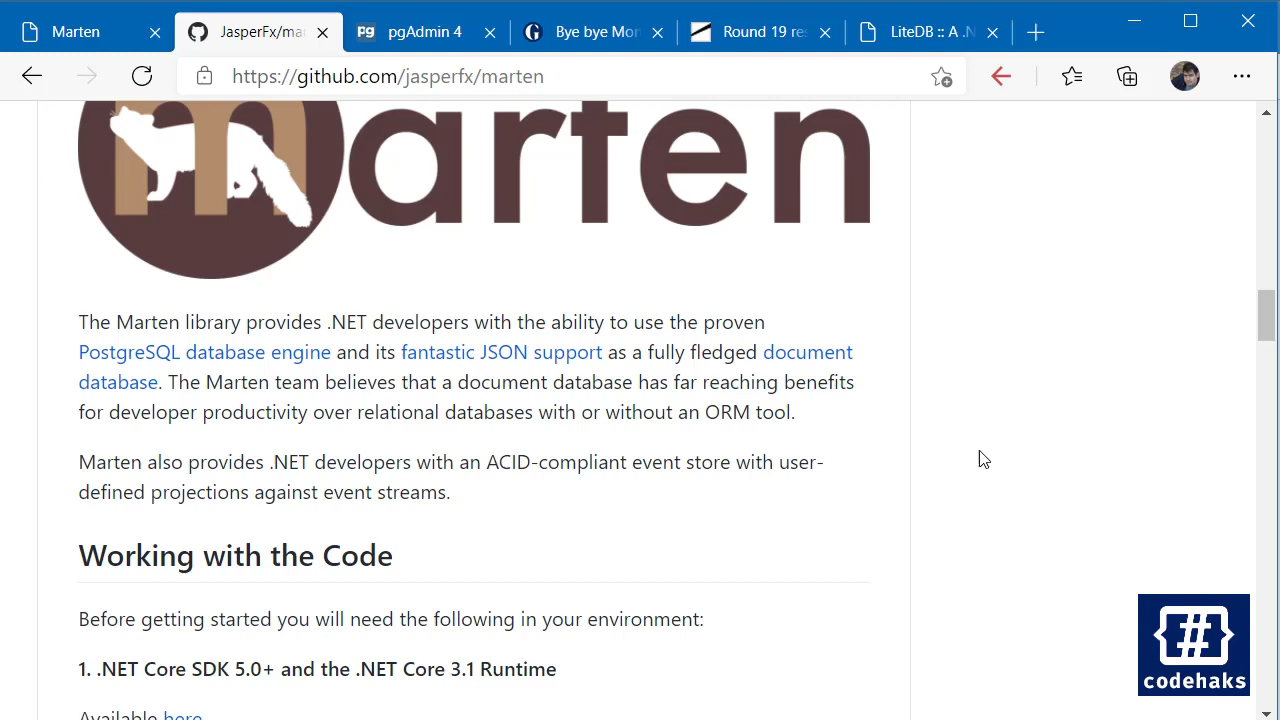 Marten
JasperFx/mar
pgAdmin 4
Bye bye Mon
Round 19 res
LiteDB :: A .N
https://github.com/jasperfx/marten
marten
The Marten library provides .NET developers with the ability to use the proven
PostgreSQL database engine and its fantastic JSON support as a fully fledged document
database. The Marten team believes that a document database has far reaching benefits
for developer productivity over relational databases with or without an ORM tool.
Marten also provides .NET developers with an ACID-compliant event store with user-
defined projections against event streams.
Working with the Code
Before getting started you will need the following in your environment:
1. .NET Core SDK 5.0+ and the .NET Core 3.1 Runtime
Available here
{#}
codehaks